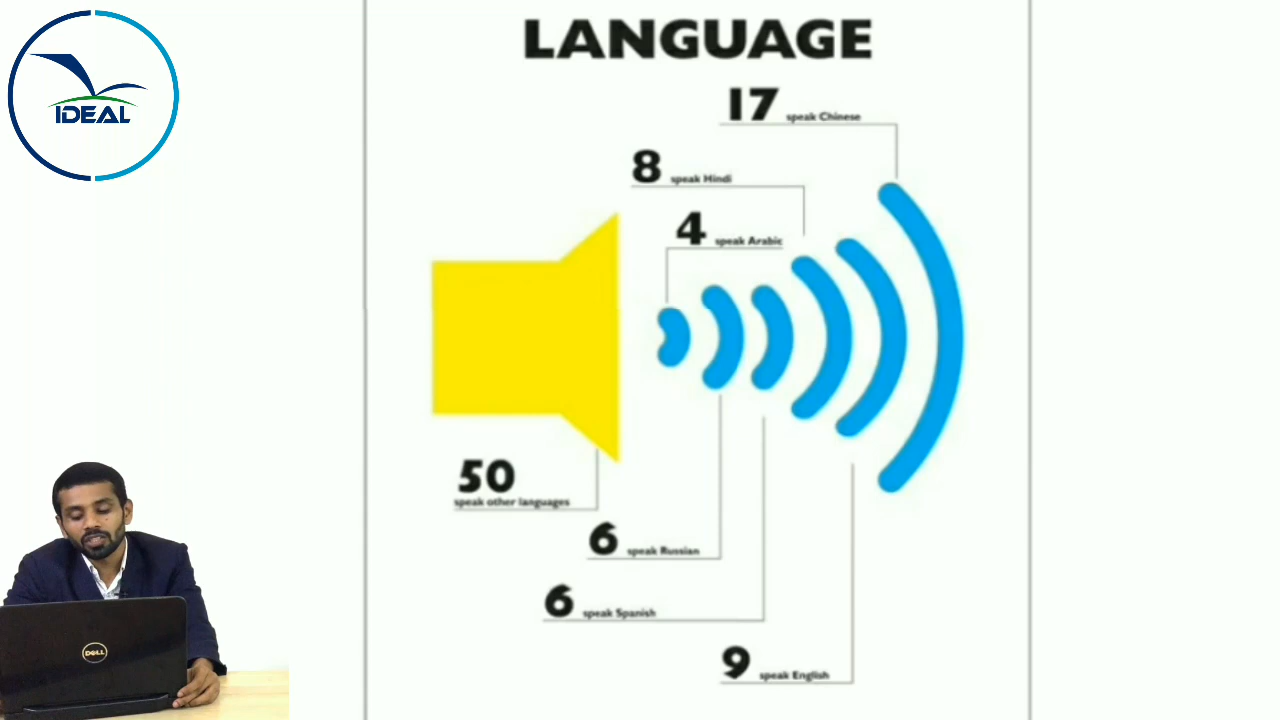 IDEAL
LANGUAGE
17 speak Chinese
8 speak Hindi
4 speak Arabic
50
speak other languages
6 speak Russian
6 speak Spanish
9 speak English
DELL